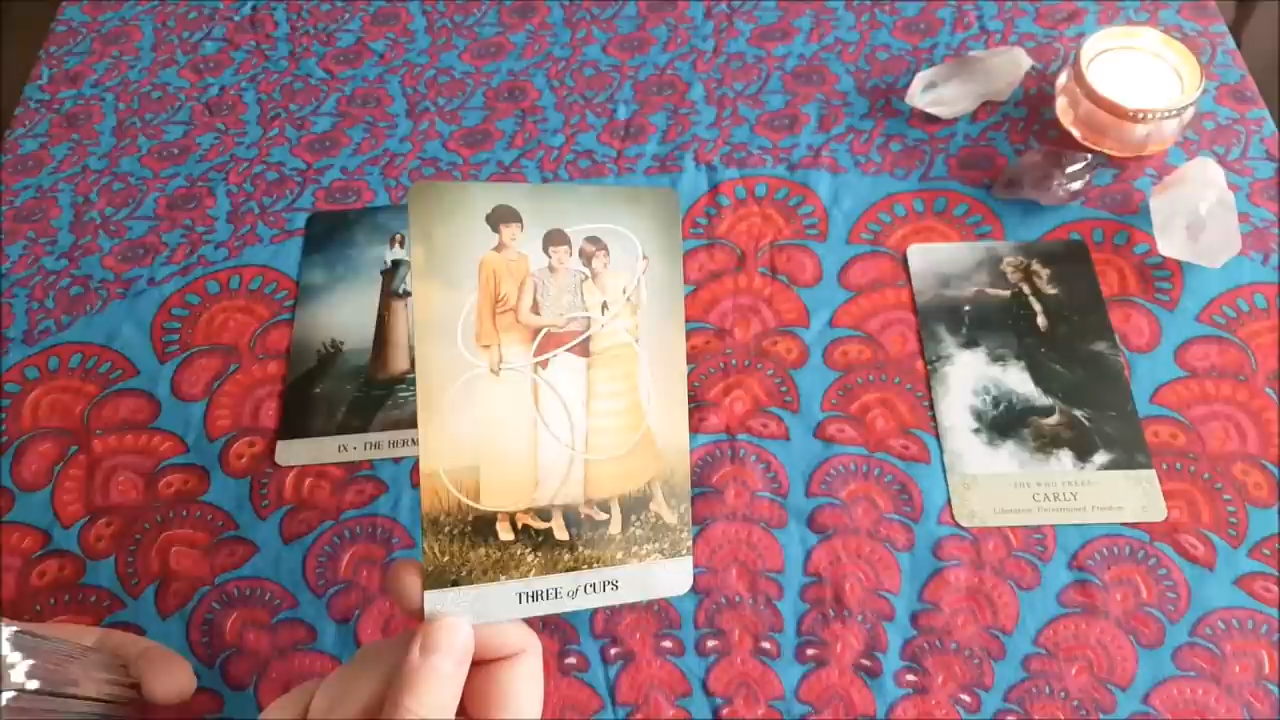 IX • THE HERM
THREE of CUPS
THE WILD FREE
CARLY
Liberation Unrestrained Freedom